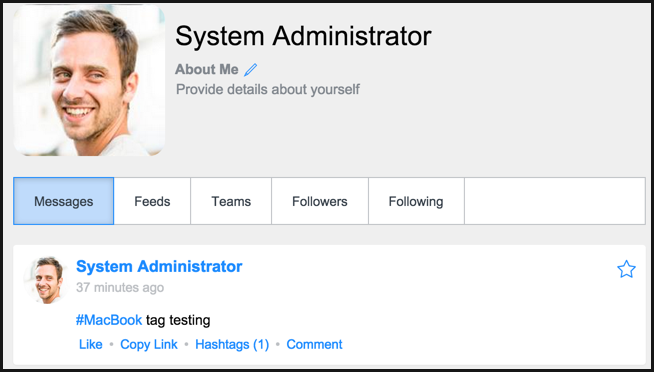 System Administrator
About Me
Provide details about yourself
Messages Feeds Teams Followers Following
System Administrator
37 minutes ago
#MacBook tag testing
Like • Copy Link • Hashtags (1) • Comment